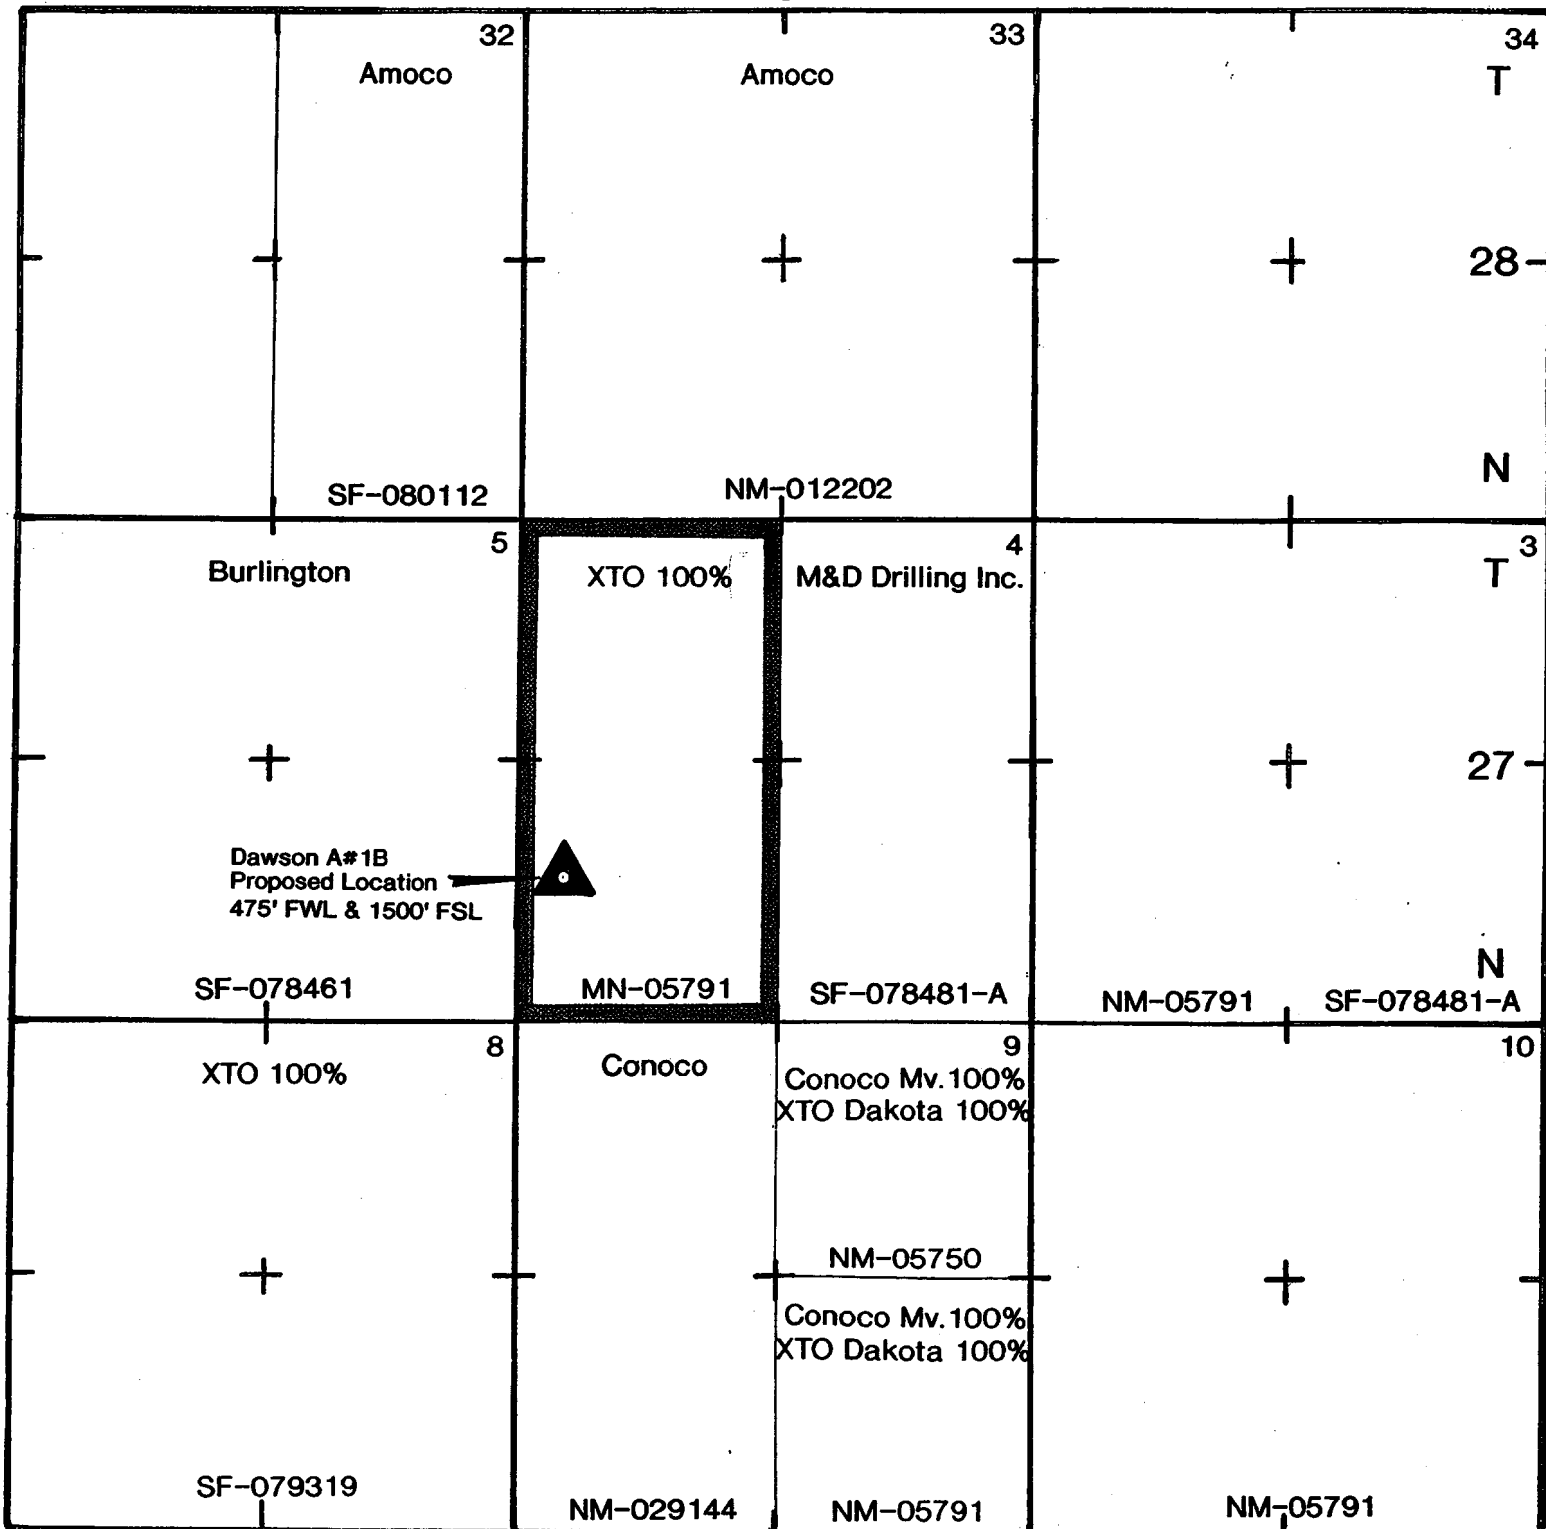 32
33
34
Amoco
Amoco
T
28
N
SF-080112
NM-012202
5
4
3
Burlington
XTO 100%
M&D Drilling Inc.
T
27
Dawson A#1B
Proposed Location
475' FWL & 1500' FSL
N
SF-078461
MN-05791
SF-078481-A
NM-05791
SF-078481-A
8
9
10
XTO 100%
Conoco
Conoco Mv. 100%
XTO Dakota 100%
NM-05750
Conoco Mv. 100%
XTO Dakota 100%
SF-079319
NM-029144
NM-05791
NM-05791